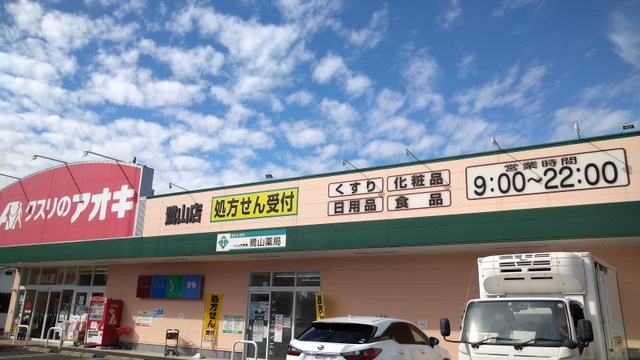 クスリのアオキ
鷺山店
処方せん受付
くすり
化粧品
日用品
食品
営業時間
9:00~22:00
鷺山薬局
処方せん
受付